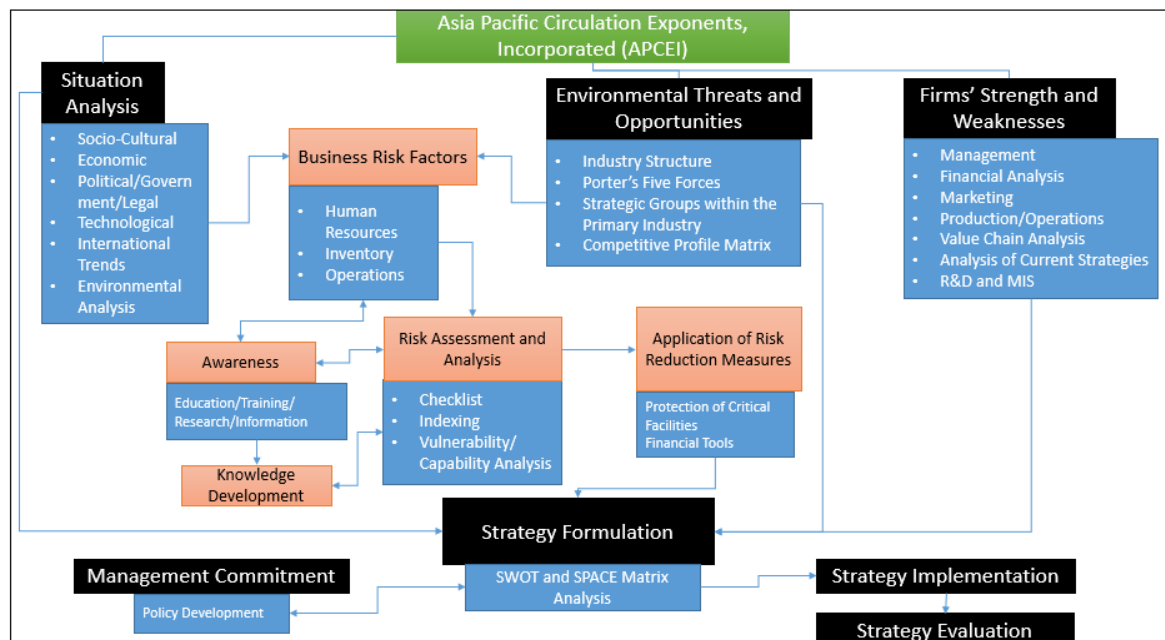 Asia Pacific Circulation Exponents,
Incorporated (APCEI)
Situation
Analysis
• Socio-Cultural
• Economic
• Political/Govern
ment/Legal
• Technological
• International
Trends
• Environmental
Analysis
Business Risk Factors
• Human
Resources
• Inventory
• Operations
Environmental Threats and
Opportunities
• Industry Structure
• Porter's Five Forces
• Strategic Groups within the
Primary Industry
• Competitive Profile Matrix
Firms' Strength and
Weaknesses
• Management
• Financial Analysis
• Marketing
• Production/Operations
• Value Chain Analysis
• Analysis of Current Strategies
• R&D and MIS
Awareness
Education/Training/
Research/Information
Knowledge
Development
Risk Assessment and
Analysis
• Checklist
• Indexing
• Vulnerability/
Capability Analysis
Application of Risk
Reduction Measures
Protection of Critical
Facilities
Financial Tools
Strategy Formulation
SWOT and SPACE Matrix
Analysis
Management Commitment
Policy Development
Strategy Implementation
Strategy Evaluation